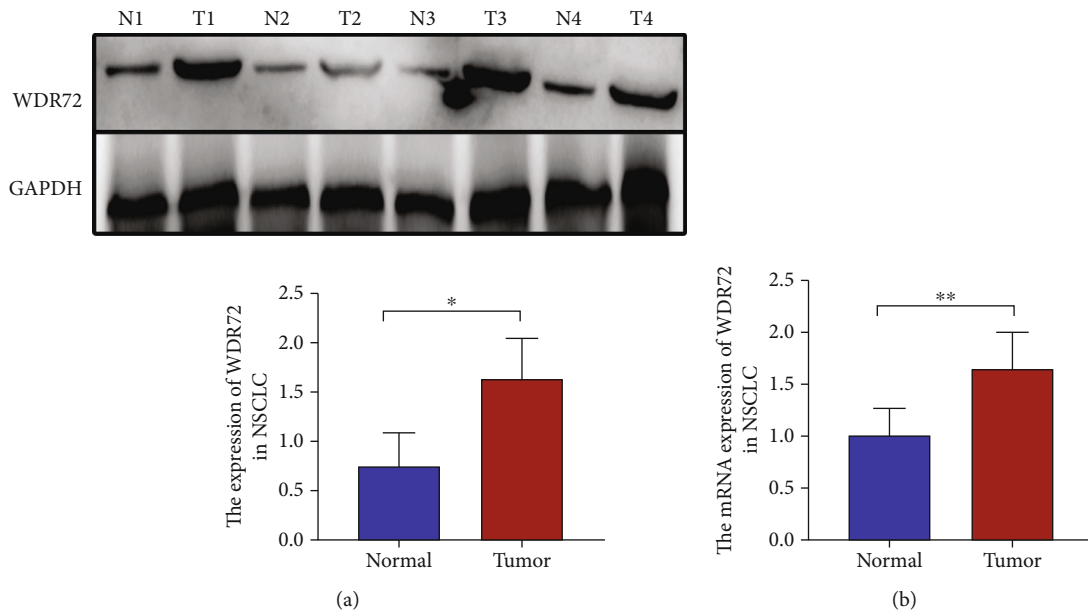 N1 T1 N2 T2 N3 T3 N4 T4
WDR72
GAPDH
The expression of WDR72
in NSCLC
2.5
2.0
1.5
1.0
0.5
0.0
*
Normal Tumor
(a)
The mRNA expression of WDR72
in NSCLC
2.5
2.0
1.5
1.0
0.5
0.0
**
Normal Tumor
(b)